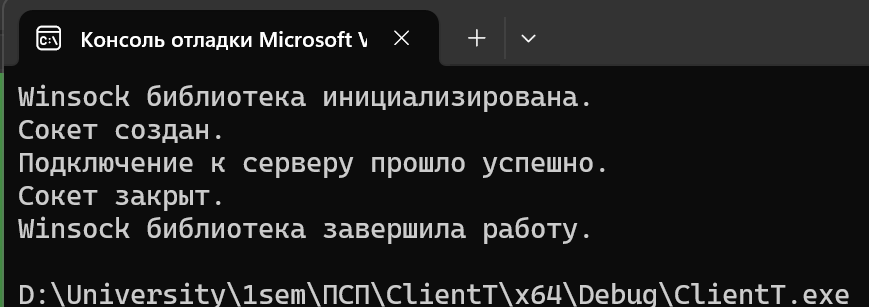 Консоль отладки Microsoft V
Winsock библиотека инициализирована.
Сокет создан.
Подключение к серверу прошло успешно.
Сокет закрыт.
Winsock библиотека завершила работу.
D:\University\1sem\ПСП\ClientT\x64\Debug\ClientT.exe